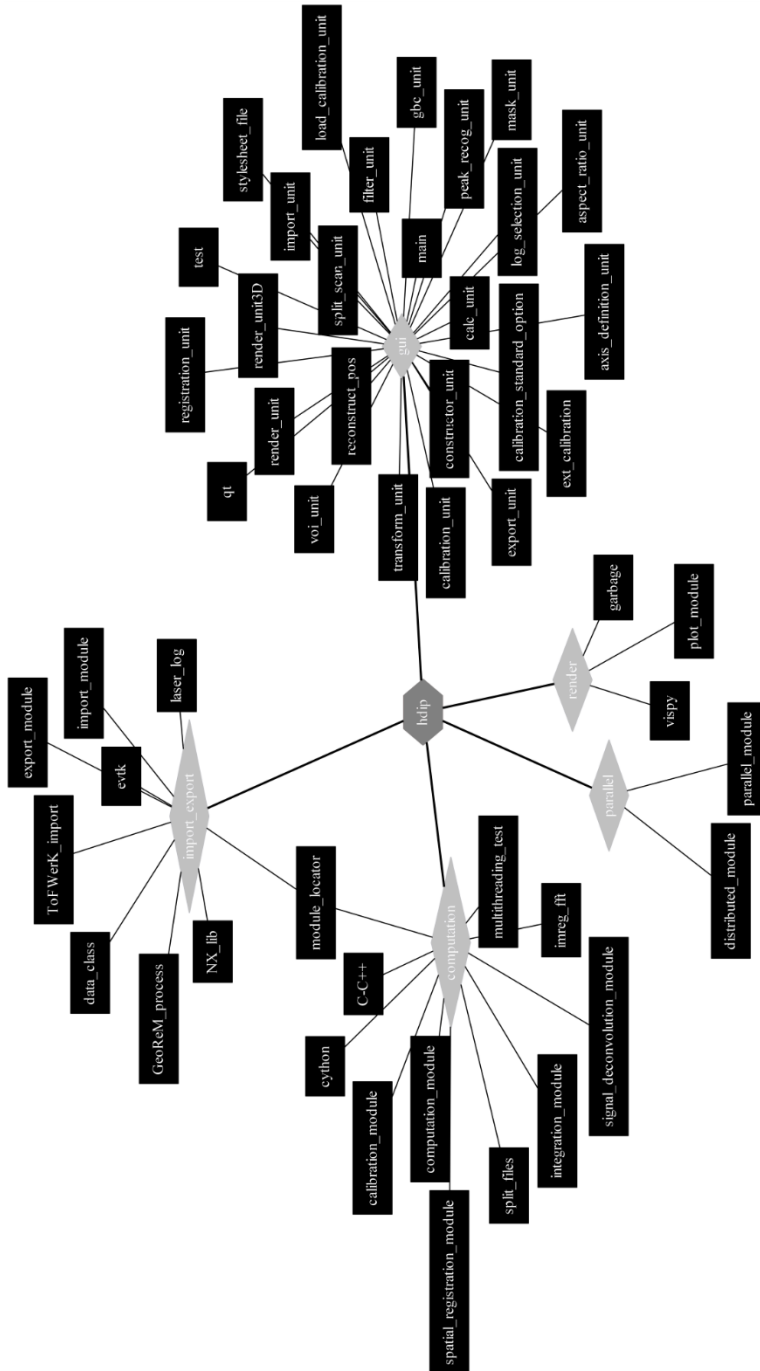 load_calibration_unit
stylesheet_file
gbc_unit
mask_unit
filter_unit
import_unit
peak_recog_unit
test
main
split_scan_unit
log_selection_unit
aspect_ratio_unit
render_unit3D
registration_unit
calc_unit
gui
reconstruct_pos
calibration_standard_option
axis_definition_unit
render_unit
qt
constructor_unit
voi_unit
ext_calibration
transform_unit
calibration_unit
export_unit
garbage
plot_module
import_module
export_module
laser_log
render
hdip
vispy
evtk
import_export
parallel
parallel_module
ToFWerK_import
distributed_module
module_locator
data_class
NX_lib
computation
multithreading_test
imreg_fft
GeoReM_process
C-C++
cython
signal_deconvolution_module
computation_module
calibration_module
integration_module
split_files
spatial_registration_module